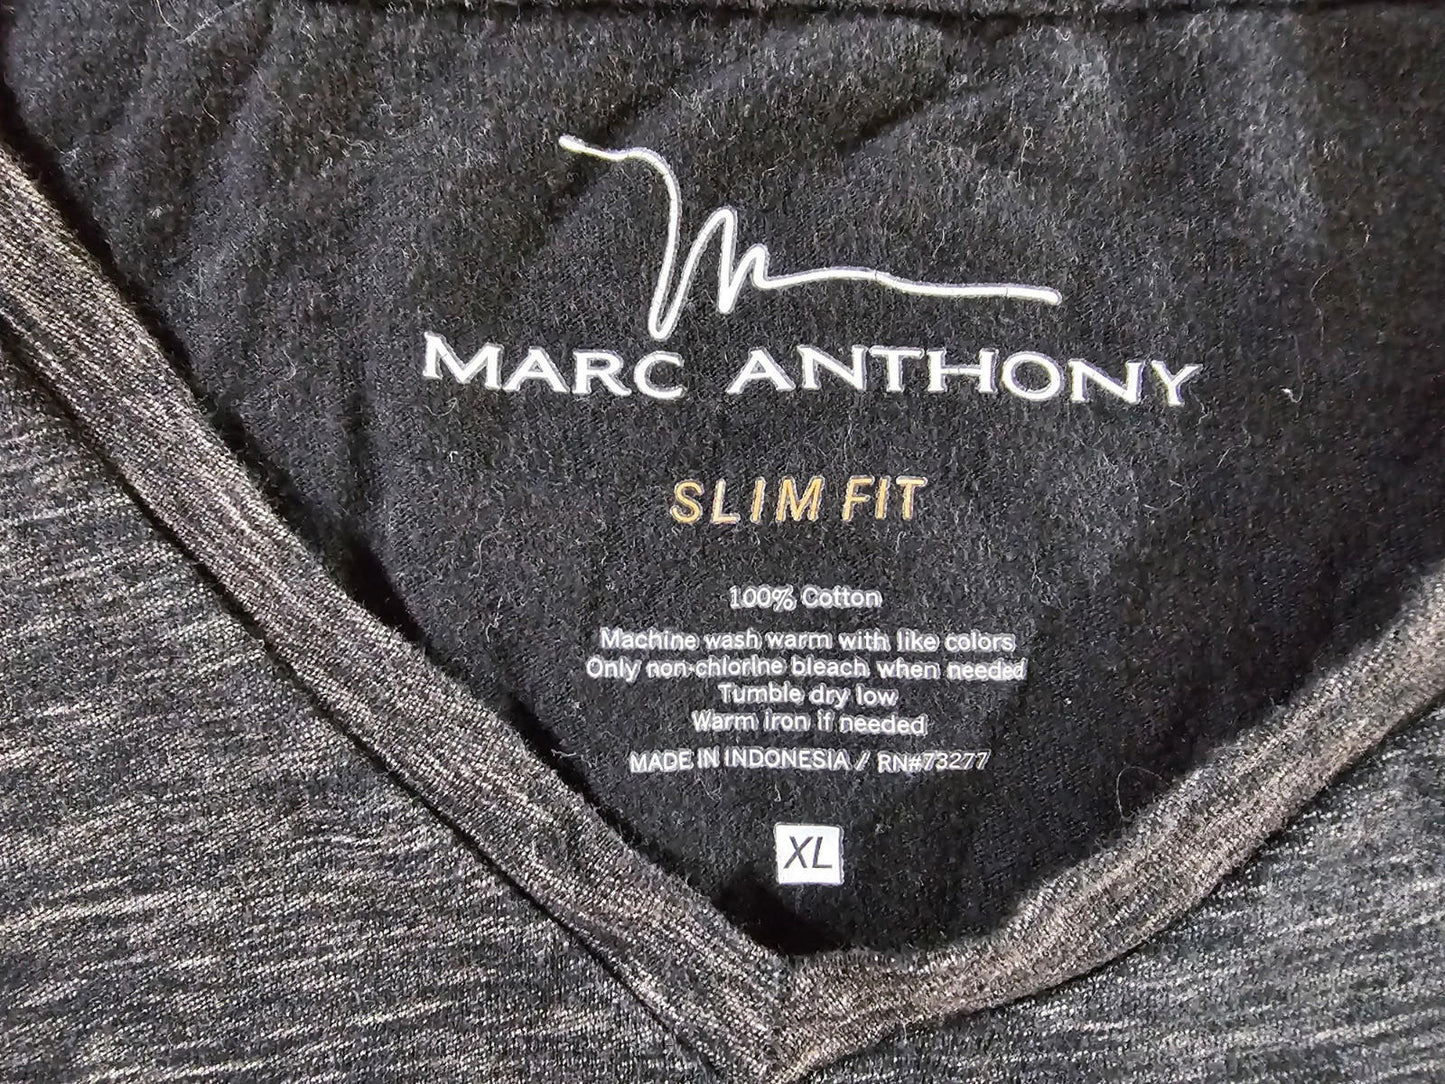 MARC ANTHONY
SLIM FIT
100% Cotton
Machine wash warm with like colors
Only non-chlorine bleach when needed
Tumble dry low
Warm iron if needed
MADE IN INDONESIA / RN#73277
XL